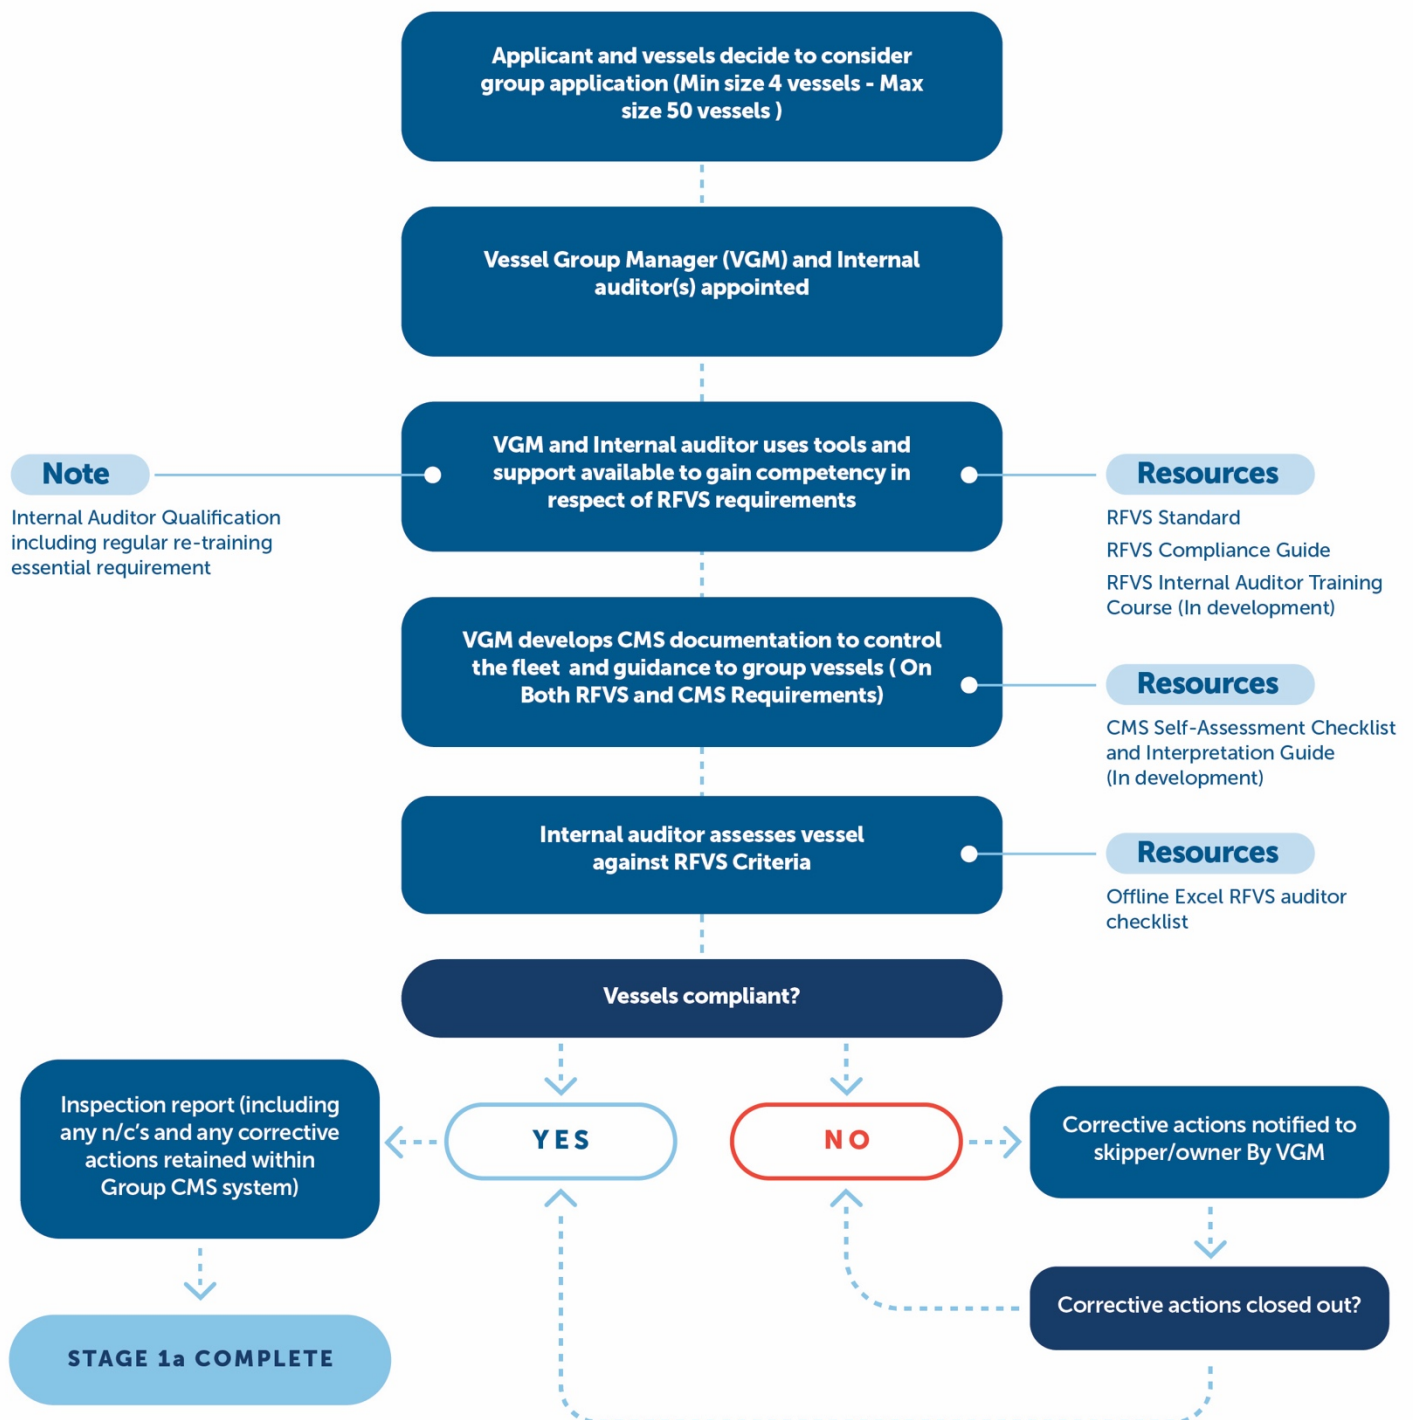 Applicant and vessels decide to consider
group application (Min size 4 vessels - Max
size 50 vessels )
Vessel Group Manager (VGM) and Internal
auditor(s) appointed
VGM and Internal auditor uses tools and
support available to gain competency in
respect of RFVS requirements
Note
Internal Auditor Qualification
including regular re-training
essential requirement
Resources
RFVS Standard
RFVS Compliance Guide
RFVS Internal Auditor Training
Course (In development)
VGM develops CMS documentation to control
the fleet and guidance to group vessels ( On
Both RFVS and CMS Requirements)
Resources
CMS Self-Assessment Checklist
and Interpretation Guide
(In development)
Internal auditor assesses vessel
against RFVS Criteria
Resources
Offline Excel RFVS auditor
checklist
Vessels compliant?
YES
NO
Inspection report (including
any n/c's and any corrective
actions retained within
Group CMS system)
Corrective actions notified to
skipper/owner By VGM
Corrective actions closed out?
STAGE 1a COMPLETE